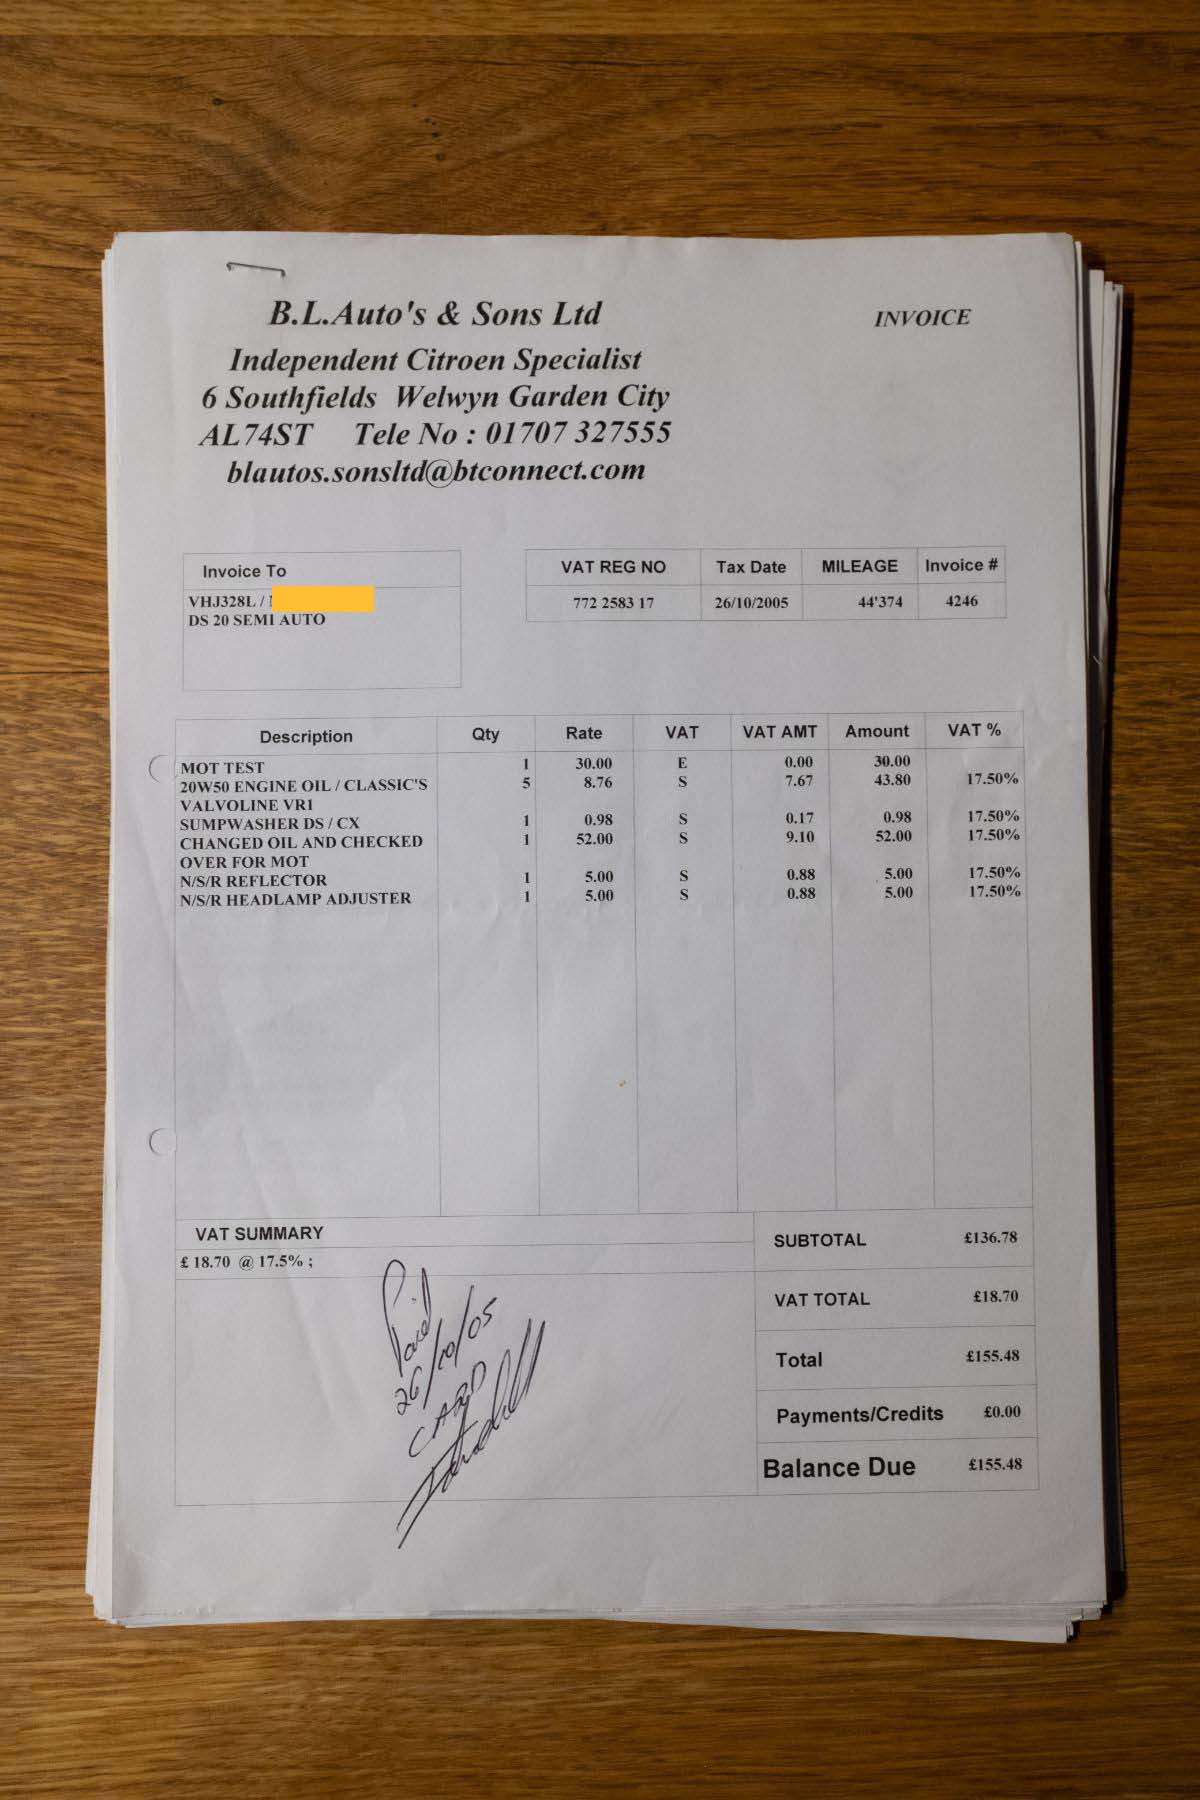 B.L.Auto's & Sons Ltd
INVOICE
Independent Citroen Specialist
6 Southfields Welwyn Garden City
AL74ST Tele No : 01707 327555
blautos.sonsltd@btconnect.com
Invoice To
VHJ328L /
DS 20 SEMI AUTO
VAT REG NO Tax Date MILEAGE Invoice #
772 2583 17 26/10/2005 44'374 4246
Description Qty Rate VAT VAT AMT Amount VAT %
MOT TEST 1 30.00 E 0.00 30.00
20W50 ENGINE OIL / CLASSIC'S 5 8.76 S 7.67 43.80 17.50%
VALVOLINE VR1
SUMPWASHER DS / CX 1 0.98 S 0.17 0.98 17.50%
CHANGED OIL AND CHECKED 1 52.00 S 9.10 52.00 17.50%
OVER FOR MOT
N/S/R REFLECTOR 1 5.00 S 0.88 5.00 17.50%
N/S/R HEADLAMP ADJUSTER 1 5.00 S 0.88 5.00 17.50%
VAT SUMMARY
£ 18.70 @ 17.5% ;
Paid
26/10/05
CARD
SUBTOTAL £136.78
VAT TOTAL £18.70
Total £155.48
Payments/Credits £0.00
Balance Due £155.48